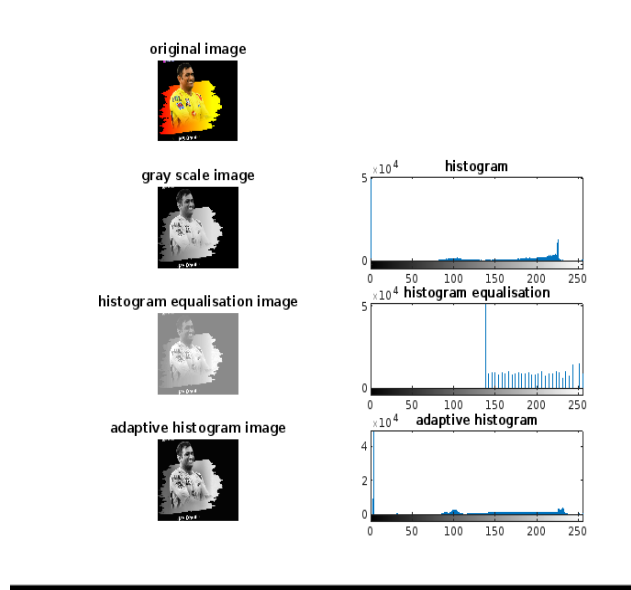 original image
gray scale image
histogram
×10^4
5
0
0 50 100 150 200 250
histogram equalisation image
histogram equalisation
×10^4
5
0
0 50 100 150 200 250
adaptive histogram image
adaptive histogram
×10^4
4
2
0
0 50 100 150 200 250